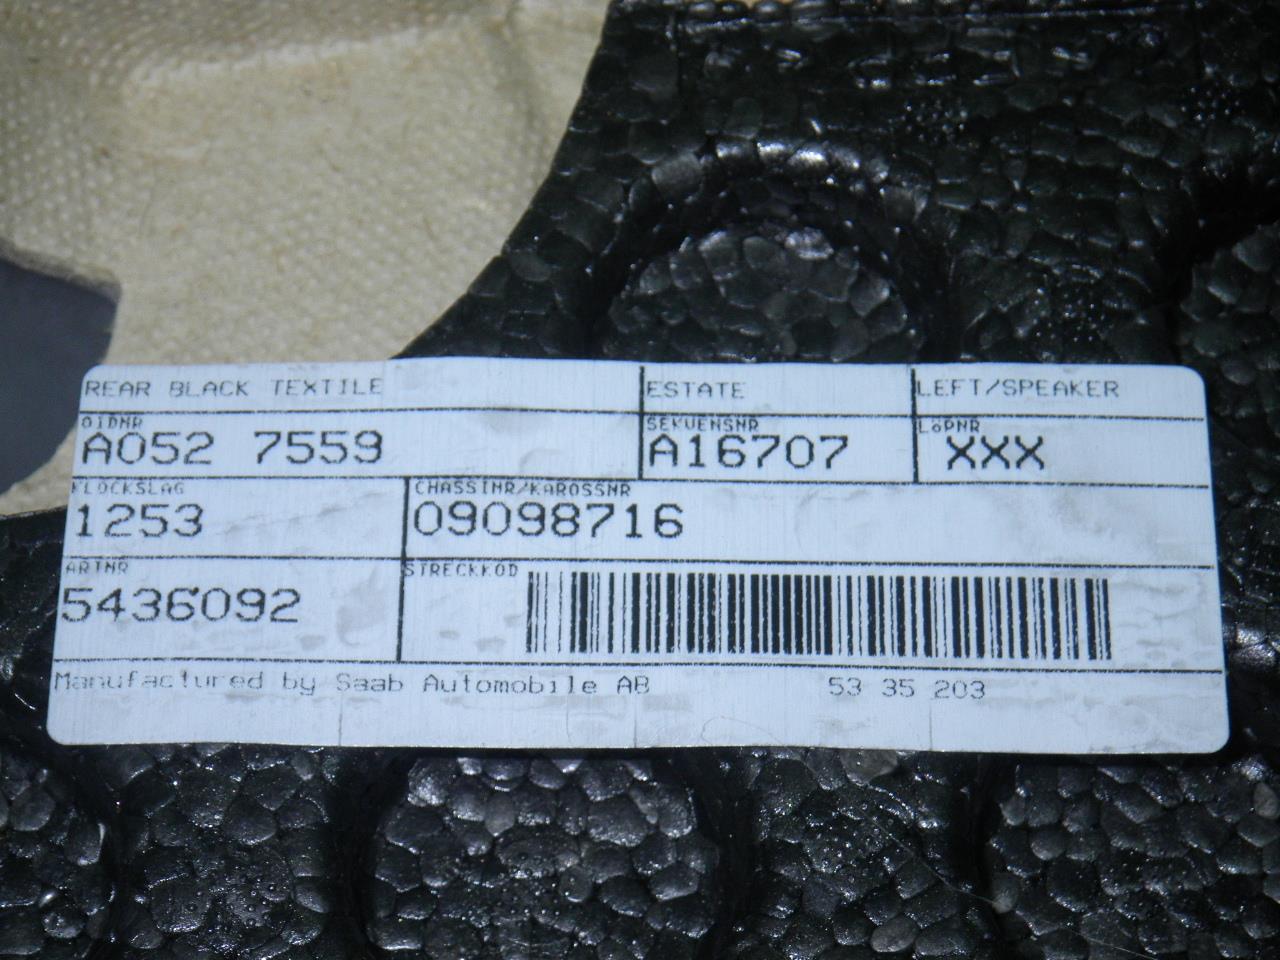 REAR BLACK TEXTILE ESTATE LEFT/SPEAKER
OIDNR SEKVENSNR LöPNR
A052 7559 A16707 XXX
KLOCKSLAG CHASSINR/KAROSSNR
1253 09098716
ARTNR STRECKKOD
5436092
Manufactured by Saab Automobile AB 53 35 203